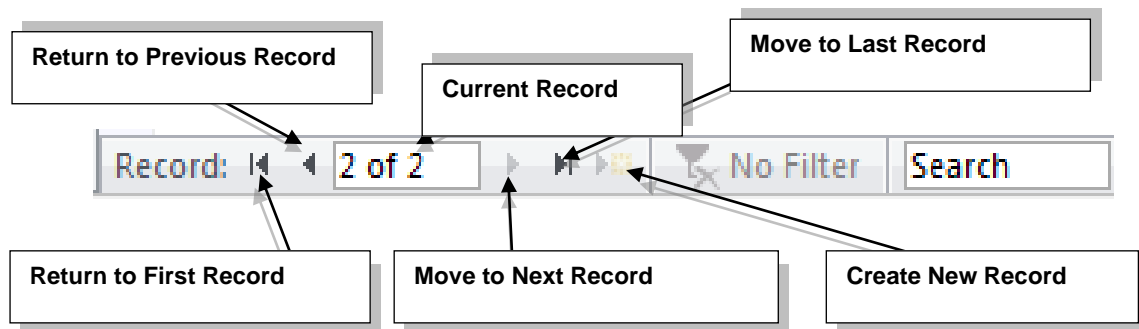 Return to Previous Record
Move to Last Record
Current Record
Record: 2 of 2 No Filter Search
Return to First Record
Move to Next Record
Create New Record